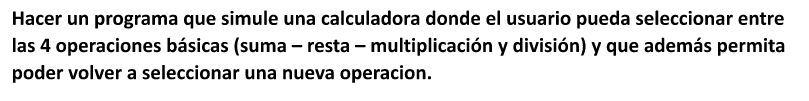 Hacer un programa que simule una calculadora donde el usuario pueda seleccionar entre
las 4 operaciones básicas (suma – resta – multiplicación y división) y que además permita
poder volver a seleccionar una nueva operacion.